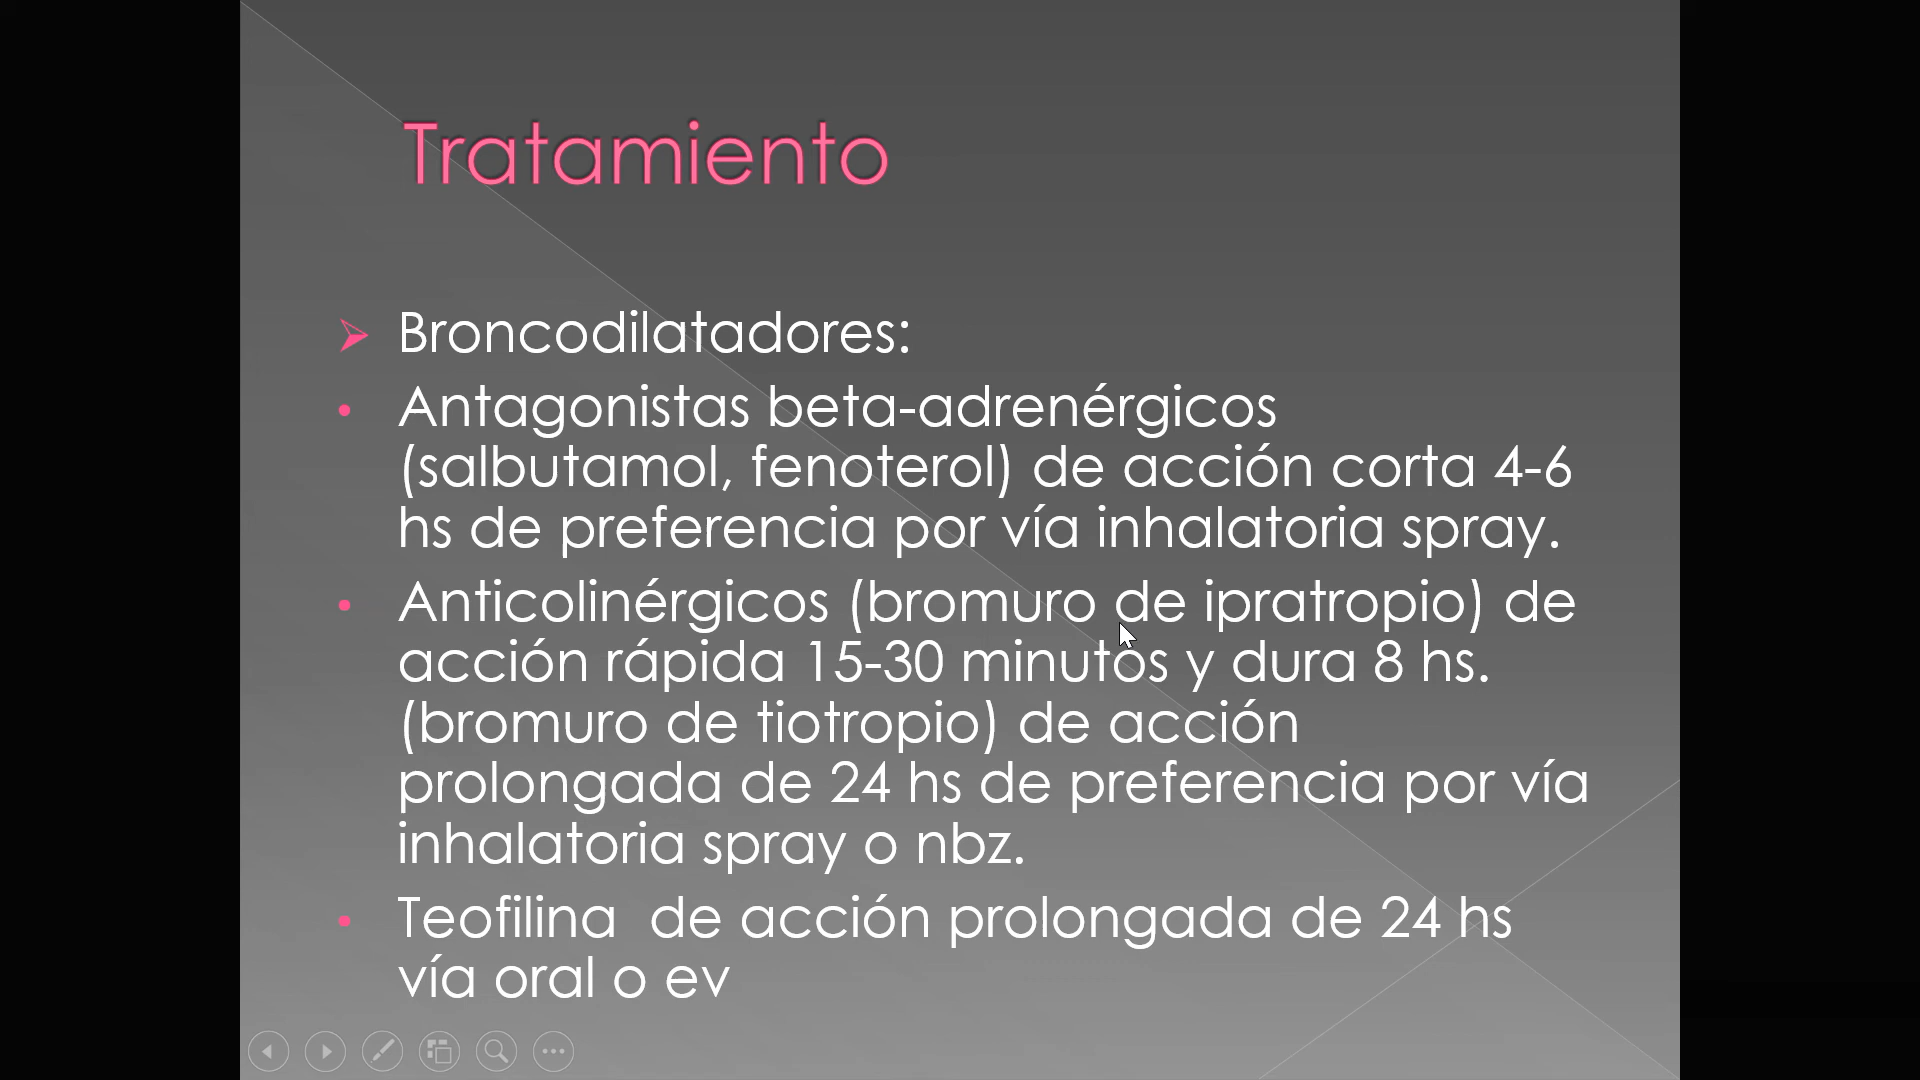 Tratamiento
Broncodilatadores:
Antagonistas beta-adrenérgicos
(salbutamol, fenoterol) de acción corta 4-6
hs de preferencia por vía inhalatoria spray.
Anticolinérgicos (bromuro de ipratropio) de
acción rápida 15-30 minutos y dura 8 hs.
(bromuro de tiotropio) de acción
prolongada de 24 hs de preferencia por vía
inhalatoria spray o nbz.
Teofilina  de acción prolongada de 24 hs
vía oral o ev